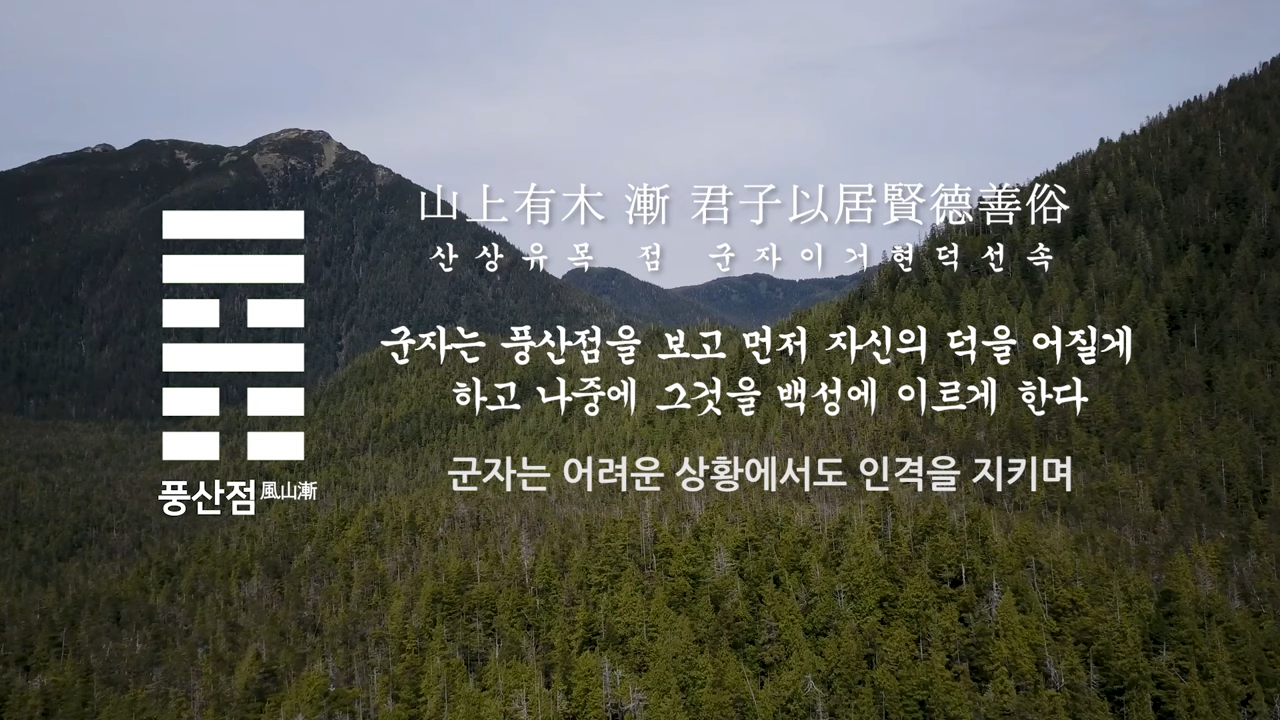 山上有木 漸 君子以居賢德善俗
산상유목 점 군자이거현덕선속
군자는 풍산점을 보고 먼저 자신의 덕을 어질게
하고 나중에 그것을 백성에 이르게 한다
군자는 어려운 상황에서도 인격을 지키며
풍산점 風山漸